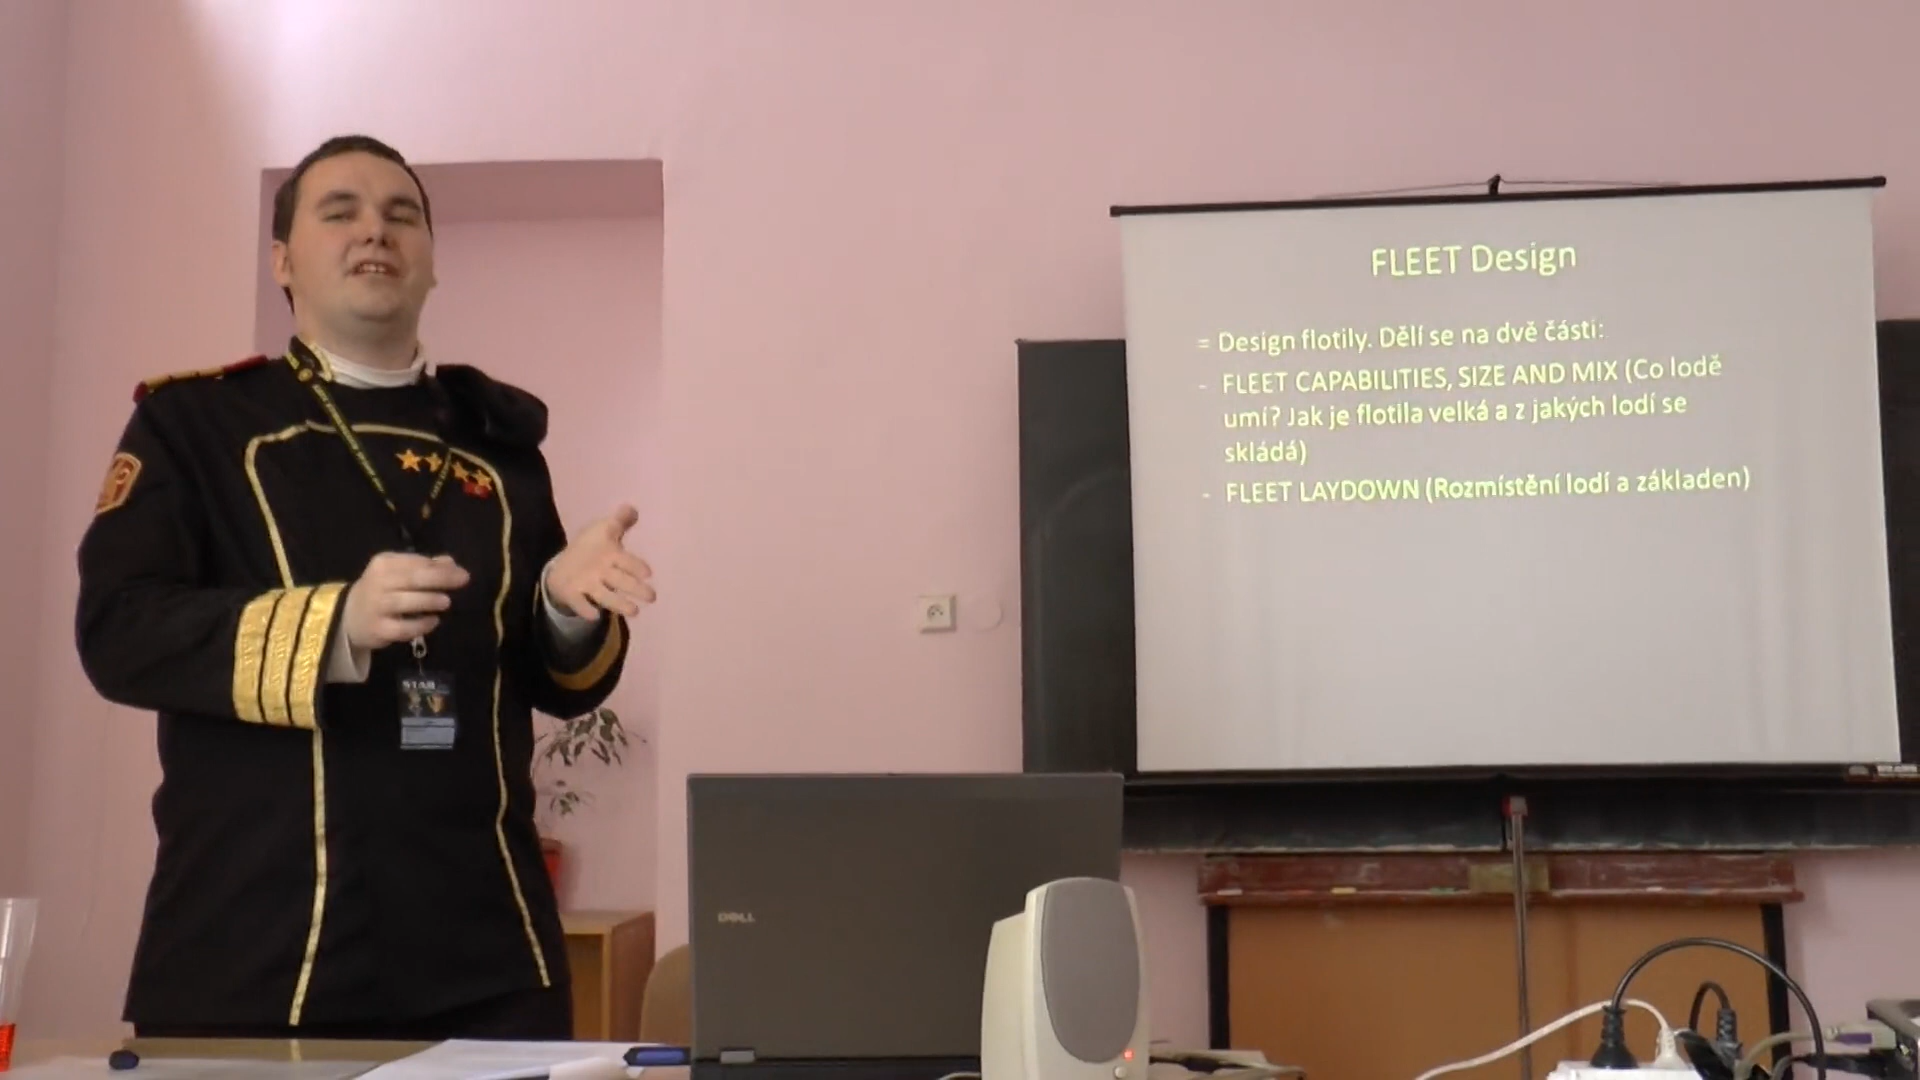 FLEET Design
= Design flotily. Dělí se na dvě části:
- FLEET CAPABILITIES, SIZE AND MIX (Co lodě
umí? Jak je flotila velká a z jakých lodí se
skládá)
- FLEET LAYDOWN (Rozmístění lodí a základen)
DELL